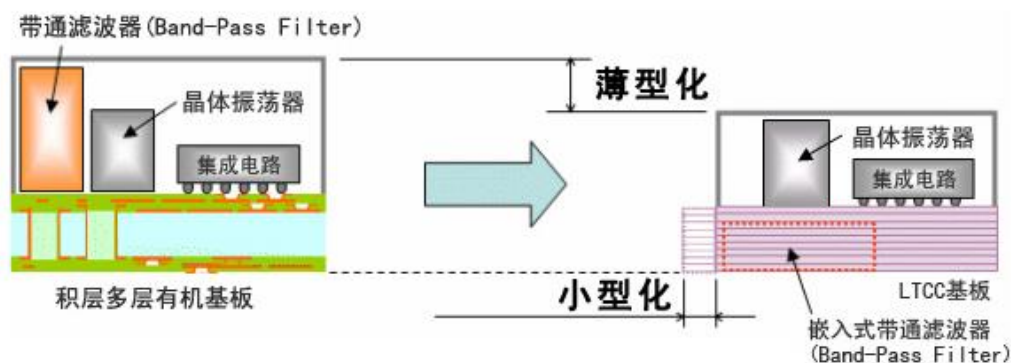 带通滤波器(Band-Pass Filter)
晶体振荡器
集成电路
积层多层有机基板
薄型化
小型化
晶体振荡器
集成电路
LTCC基板
嵌入式带通滤波器
(Band-Pass Filter)